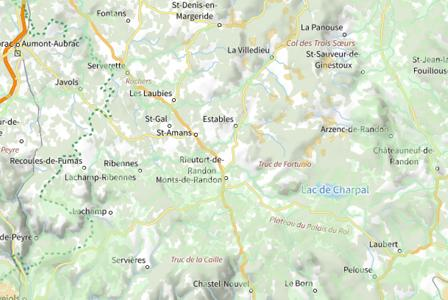 St-Denis-en-
Margeride
Fontans
La Panouse
Aumont-Aubrac
La Villedieu
Col des Trois Sœurs
St-Sauveur-de-
Ginestoux
Serverette
Javols
Rochers
Les Laubies
St-Gal
Estables
St-Amans
Arzenc-de-Randon
Peyre
Châteauneuf-de-
Randon
Recoules-de-Fumas
Ribennes
Rieutort-de-
Randon
Truc de Fortunio
Lachamp-Ribennes
Monts-de-Randon
Lac de Charpal
Lachamp
Plateau du Palais du Roi
de-Peyre
Laubert
Servières
Truc de la Caille
Pelouse
Chastel-Nouvel
Le Born